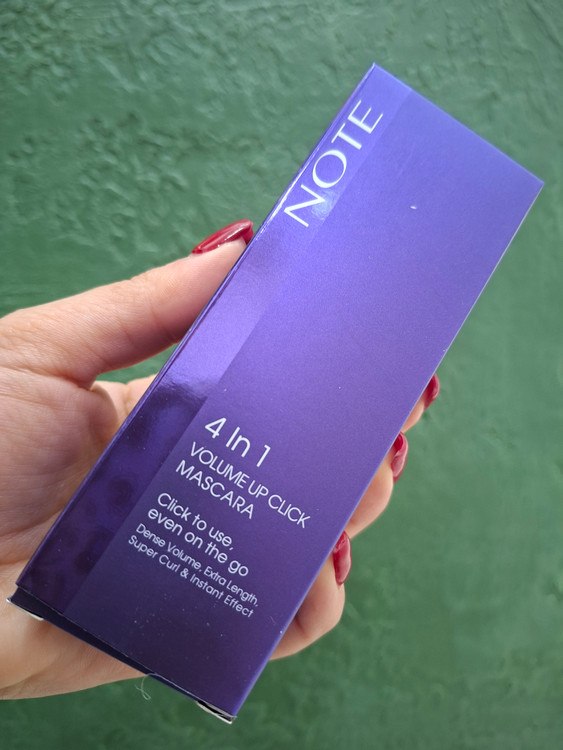 NOTE
4 In 1
VOLUME UP CLICK
MASCARA
Click to use,
even on the go
Dense Volume, Extra Length,
Super Curl & Instant Effect